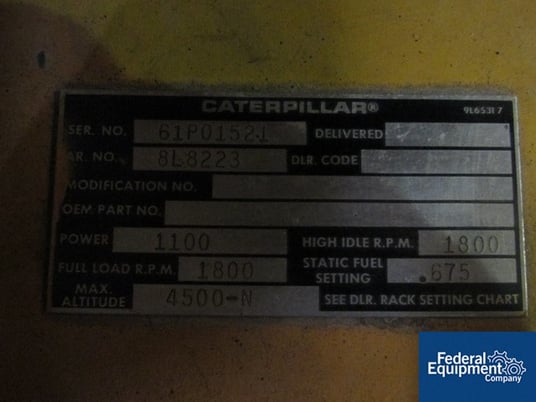 CATERPILLAR® 9L6531 7
SER. NO. 61P01521 DELIVERED
AR. NO. 8L8223 DLR. CODE
MODIFICATION NO.
OEM PART NO.
POWER 1100 HIGH IDLE R.P.M. 1800
FULL LOAD R.P.M. 1800 STATIC FUEL SETTING .675
MAX. ALTITUDE 4500-N SEE DLR. RACK SETTING CHART
Federal
Equipment
Company